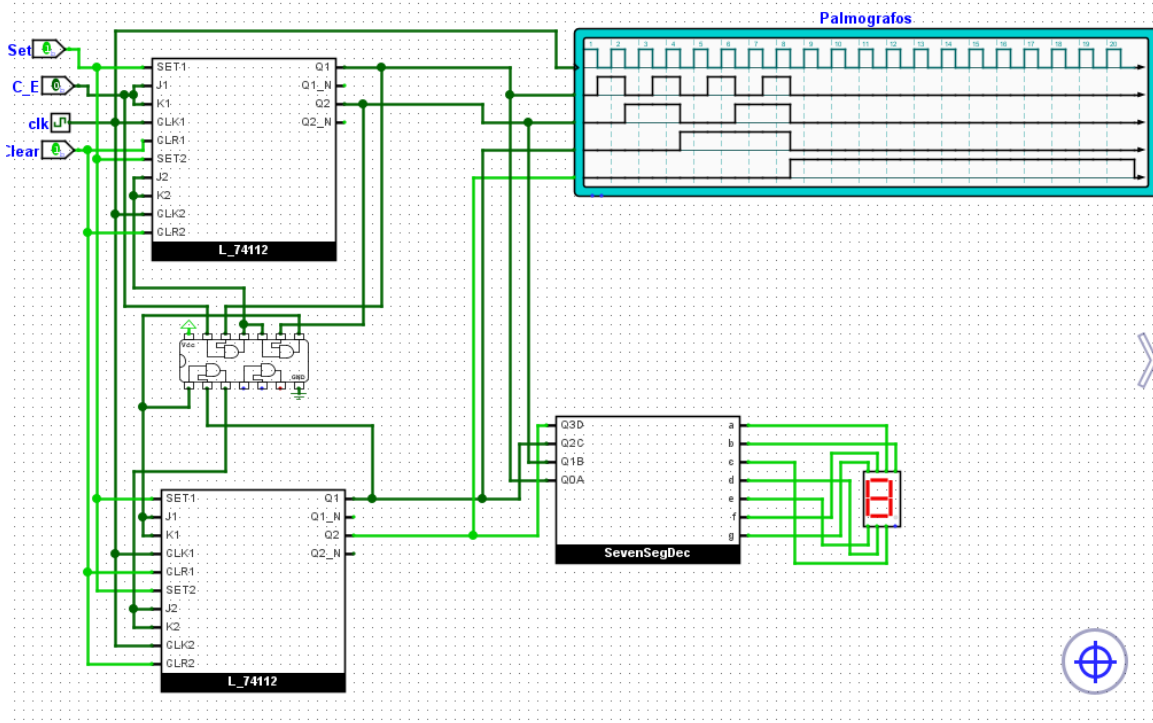 Palmografos
1 2 3 4 5 6 7 8 9 10 11 12 13 14 15 16 17 18 19 20
Set
C_E
clk
Clear
SET1
J1
K1
CLK1
CLR1
SET2
J2
K2
CLK2
CLR2
Q1
Q1_N
Q2
Q2_N
L_74112
Vcc
GND
SET1
J1
K1
CLK1
CLR1
SET2
J2
K2
CLK2
CLR2
Q1
Q1_N
Q2
Q2_N
L_74112
Q3D
Q2C
Q1B
Q0A
a
b
c
d
e
f
g
SevenSegDec
8